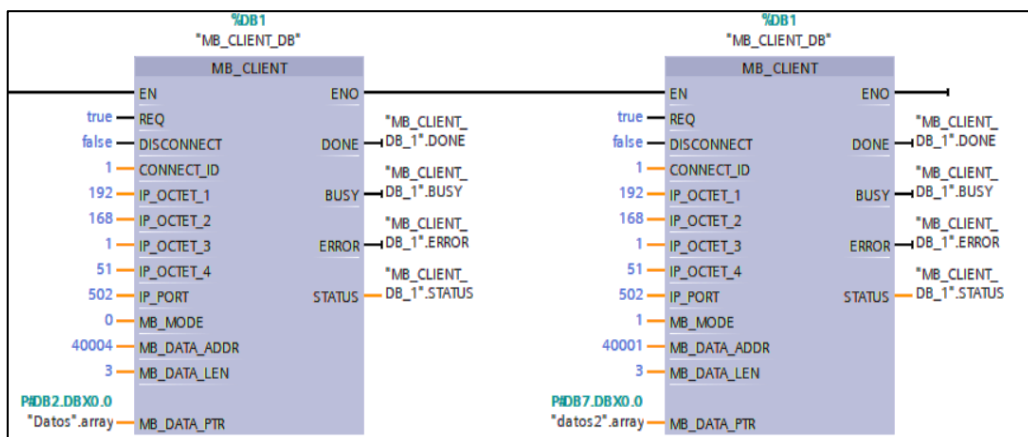 %DB1
"MB_CLIENT_DB"
MB_CLIENT
EN ENO
true REQ
false DISCONNECT DONE "MB_CLIENT_
DB_1".DONE
1 CONNECT_ID
192 IP_OCTET_1 BUSY "MB_CLIENT_
DB_1".BUSY
168 IP_OCTET_2
1 IP_OCTET_3 ERROR "MB_CLIENT_
DB_1".ERROR
51 IP_OCTET_4
502 IP_PORT STATUS "MB_CLIENT_
DB_1".STATUS
0 MB_MODE
40004 MB_DATA_ADDR
3 MB_DATA_LEN
P#DB2.DBX0.0
"Datos".array MB_DATA_PTR
%DB1
"MB_CLIENT_DB"
MB_CLIENT
EN ENO
true REQ
false DISCONNECT DONE "MB_CLIENT_
DB_1".DONE
1 CONNECT_ID
192 IP_OCTET_1 BUSY "MB_CLIENT_
DB_1".BUSY
168 IP_OCTET_2
1 IP_OCTET_3 ERROR "MB_CLIENT_
DB_1".ERROR
51 IP_OCTET_4
502 IP_PORT STATUS "MB_CLIENT_
DB_1".STATUS
1 MB_MODE
40001 MB_DATA_ADDR
3 MB_DATA_LEN
P#DB7.DBX0.0
"datos2".array MB_DATA_PTR